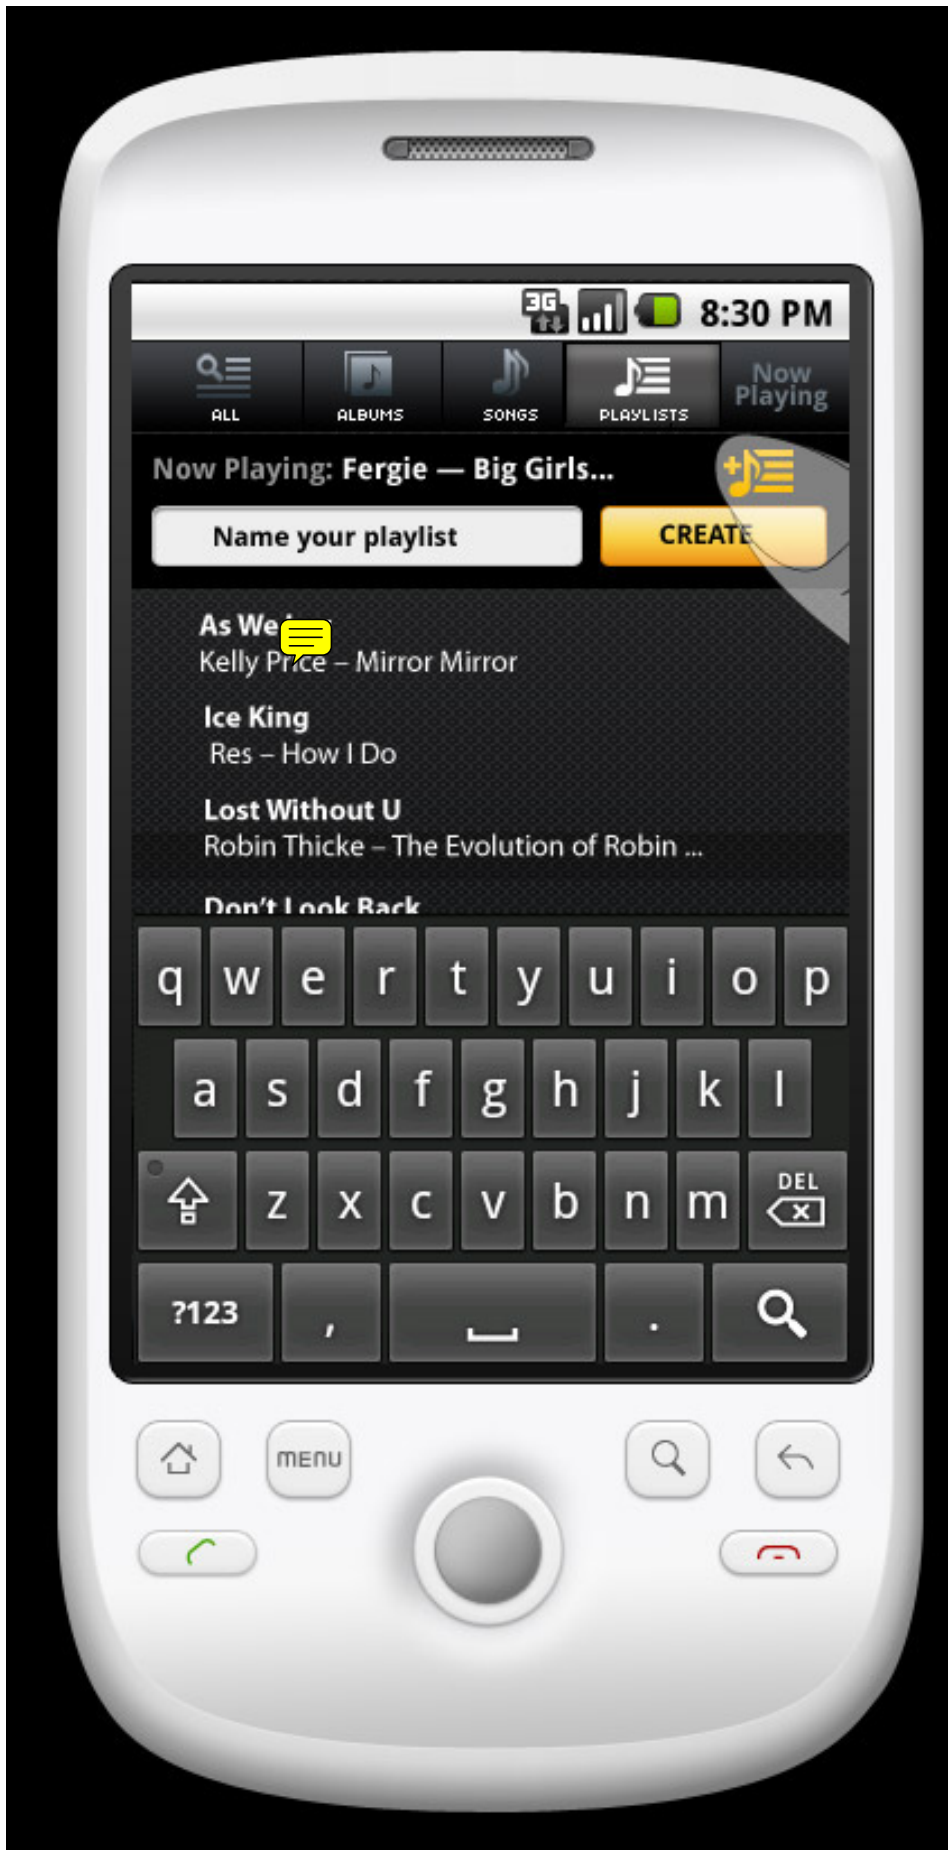 3G 8:30 PM
ALL ALBUMS SONGS PLAYLISTS Now Playing
Now Playing: Fergie — Big Girls...
Name your playlist CREATE
As We
Kelly Price – Mirror Mirror
Ice King
Res – How I Do
Lost Without U
Robin Thicke – The Evolution of Robin ...
Don't Look Back
q w e r t y u i o p
a s d f g h j k l
z x c v b n m DEL
?123 , .
MENU